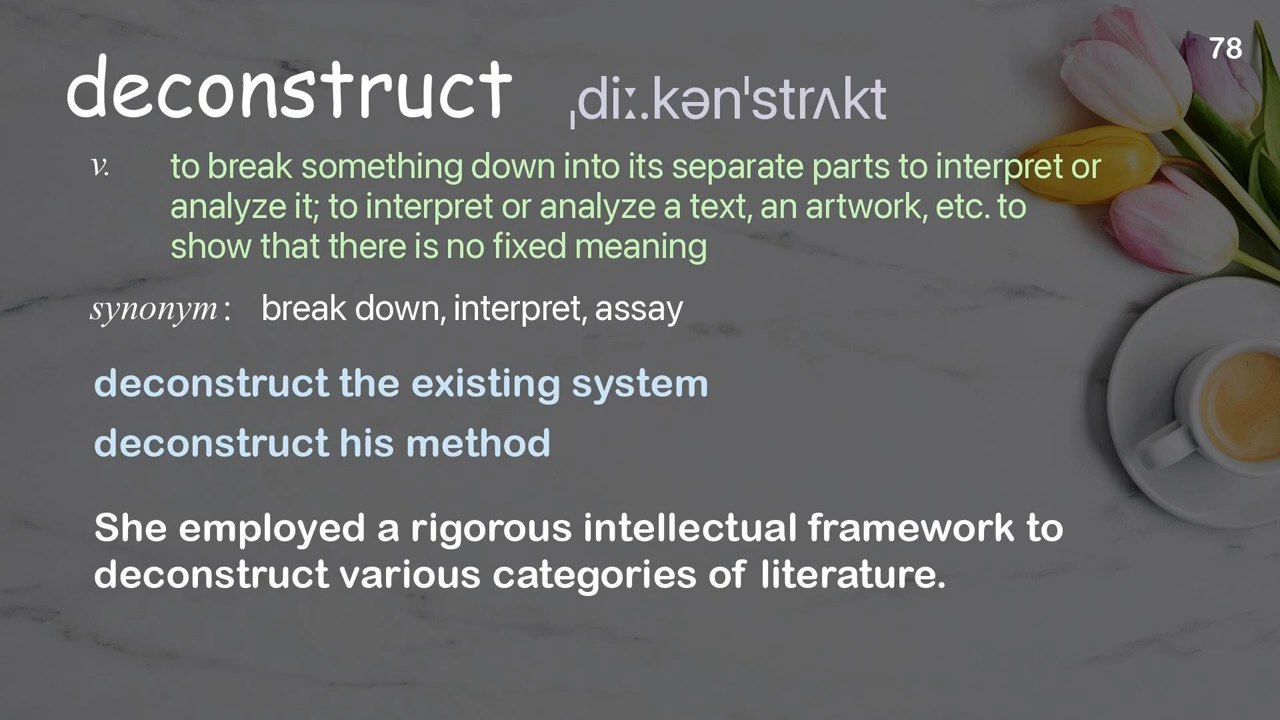 78
deconstruct ˌdiː.kən'strʌkt
v. to break something down into its separate parts to interpret or
analyze it; to interpret or analyze a text, an artwork, etc. to
show that there is no fixed meaning
synonym: break down, interpret, assay
deconstruct the existing system
deconstruct his method
She employed a rigorous intellectual framework to
deconstruct various categories of literature.